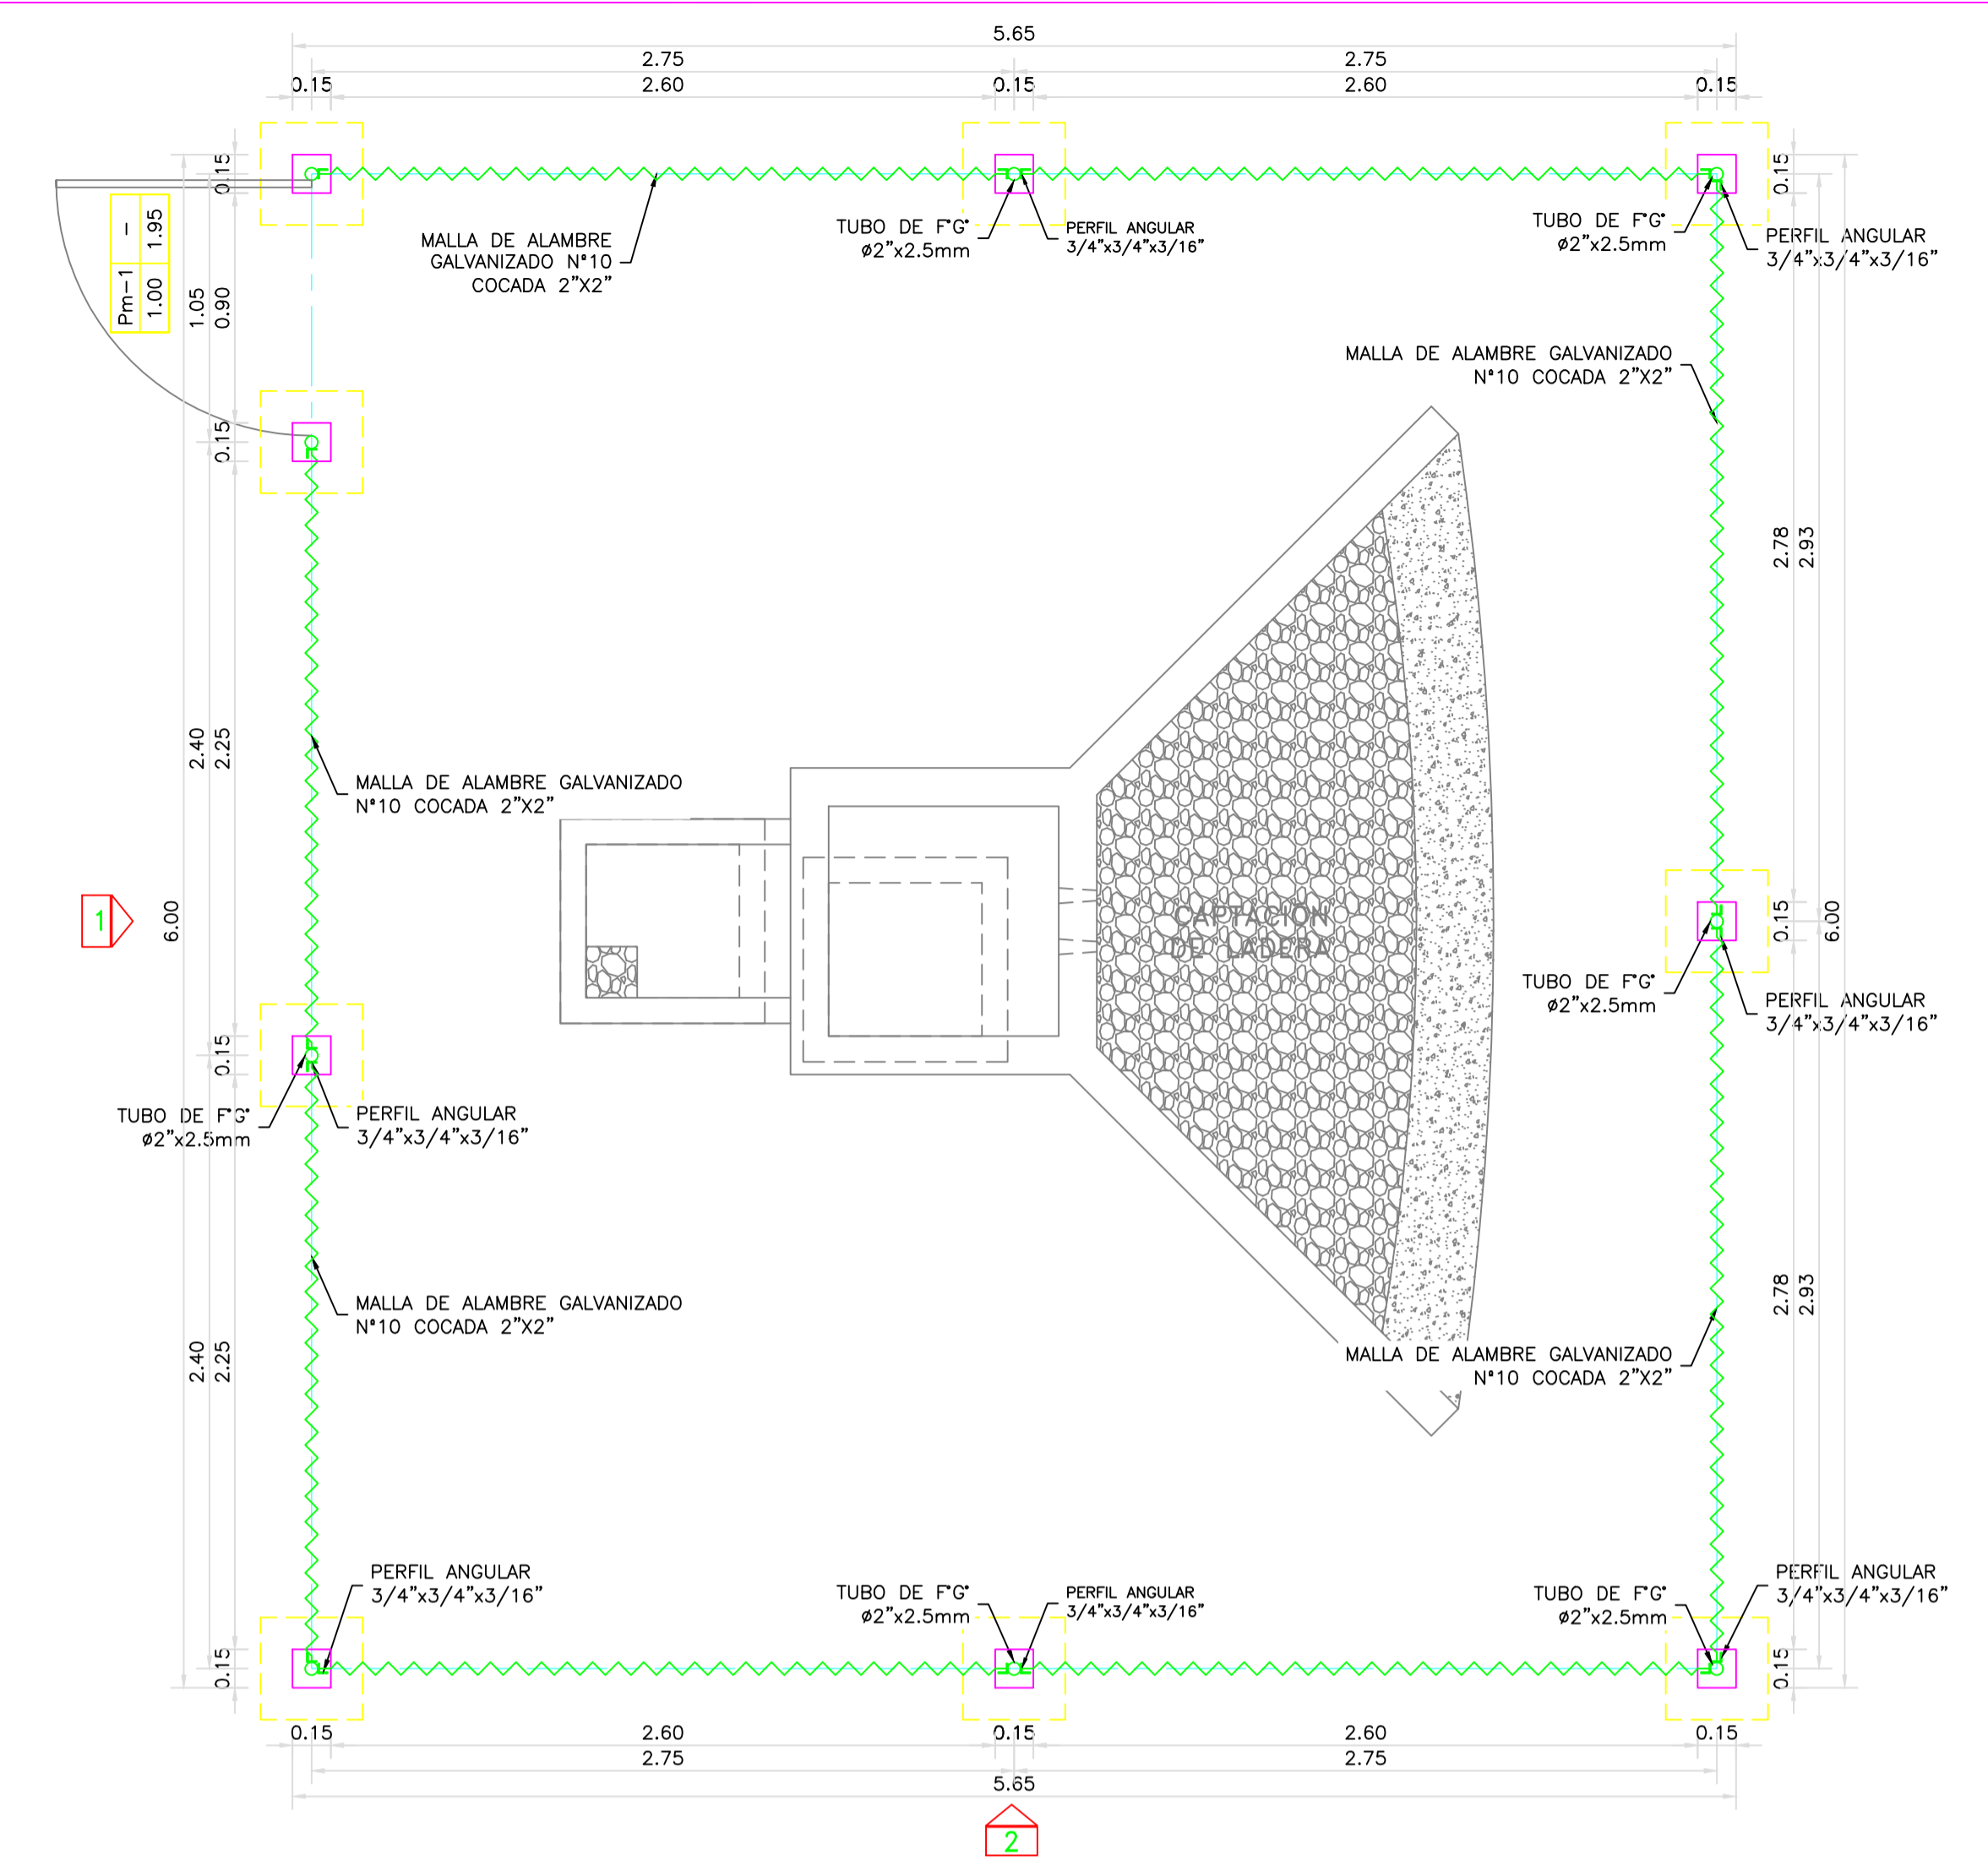 5.65
2.75
2.75
0.15
2.60
0.15
2.60
0.15
0.15
0.15
MALLA DE ALAMBRE
GALVANIZADO N°10
COCADA 2"X2"
TUBO DE F°G°
ø2"x2.5mm
PERFIL ANGULAR
3/4"x3/4"x3/16"
TUBO DE F°G°
ø2"x2.5mm
PERFIL ANGULAR
3/4"x3/4"x3/16"
Pm-1 -
1.00 1.95
1.05
0.90
MALLA DE ALAMBRE GALVANIZADO
N°10 COCADA 2"X2"
0.15
2.78
2.93
2.40
2.25
MALLA DE ALAMBRE GALVANIZADO
N°10 COCADA 2"X2"
1
6.00
CAPTACION
DE LADERA
0.15
6.00
TUBO DE F°G°
ø2"x2.5mm
PERFIL ANGULAR
3/4"x3/4"x3/16"
0.15
TUBO DE F°G°
ø2"x2.5mm
PERFIL ANGULAR
3/4"x3/4"x3/16"
MALLA DE ALAMBRE GALVANIZADO
N°10 COCADA 2"X2"
2.78
2.93
2.40
2.25
MALLA DE ALAMBRE GALVANIZADO
N°10 COCADA 2"X2"
PERFIL ANGULAR
3/4"x3/4"x3/16"
TUBO DE F°G°
ø2"x2.5mm
PERFIL ANGULAR
3/4"x3/4"x3/16"
TUBO DE F°G°
ø2"x2.5mm
PERFIL ANGULAR
3/4"x3/4"x3/16"
0.15
0.15
0.15
2.60
0.15
2.60
0.15
2.75
2.75
5.65
2